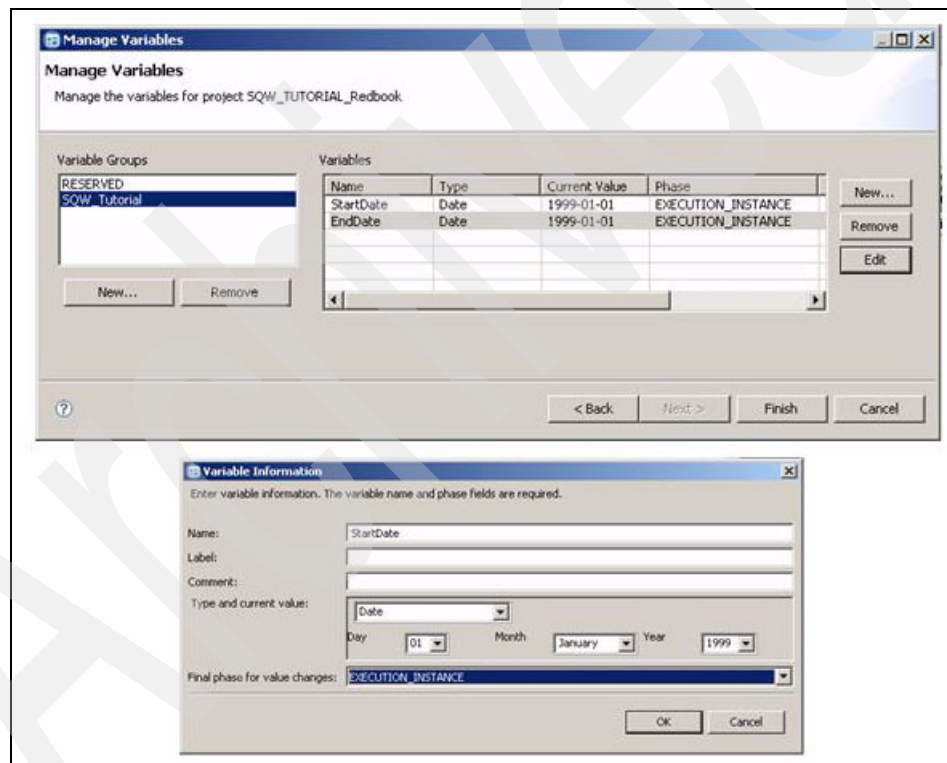 Manage Variables
Manage Variables
Manage the variables for project SQW_TUTORIAL_Redbook
Variable Groups
RESERVED
SQW_Tutorial
New...
Remove
Variables
Name Type Current Value Phase
StartDate Date 1999-01-01 EXECUTION_INSTANCE
EndDate Date 1999-01-01 EXECUTION_INSTANCE
New...
Remove
Edit
< Back
Next >
Finish
Cancel
Variable Information
Enter variable information. The variable name and phase fields are required.
Name: StartDate
Label:
Comment:
Type and current value: Date
Day 01 Month January Year 1999
Final phase for value changes: EXECUTION_INSTANCE
OK
Cancel